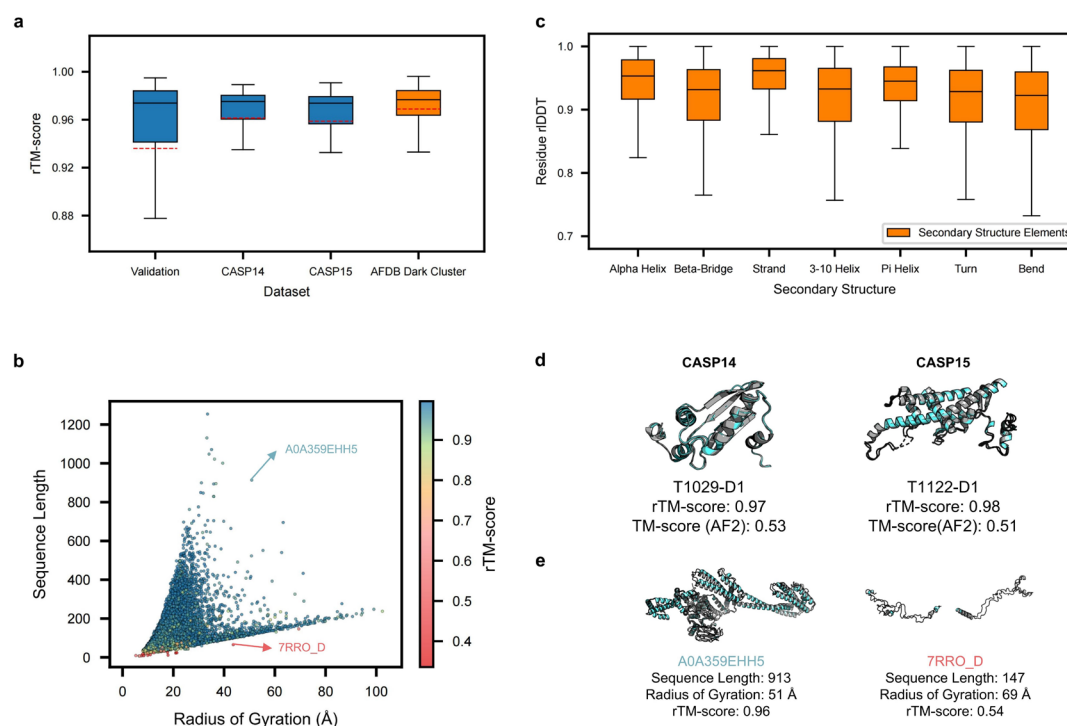 a
1.00
0.96
0.92
0.88
rTM-score
Validation
CASP14
CASP15
AFDB Dark Cluster
Dataset
c
1.0
0.9
0.8
0.7
Residue rlDDT
Secondary Structure Elements
Alpha Helix
Beta-Bridge
Strand
3-10 Helix
Pi Helix
Turn
Bend
Secondary Structure
b
1200
1000
800
600
400
200
0
Sequence Length
A0A359EHH5
7RRO_D
0
20
40
60
80
100
Radius of Gyration (Å)
0.9
0.8
0.7
0.6
0.5
0.4
rTM-score
d
CASP14
T1029-D1
rTM-score: 0.97
TM-score (AF2): 0.53
CASP15
T1122-D1
rTM-score: 0.98
TM-score(AF2): 0.51
e
A0A359EHH5
Sequence Length: 913
Radius of Gyration: 51 Å
rTM-score: 0.96
7RRO_D
Sequence Length: 147
Radius of Gyration: 69 Å
rTM-score: 0.54